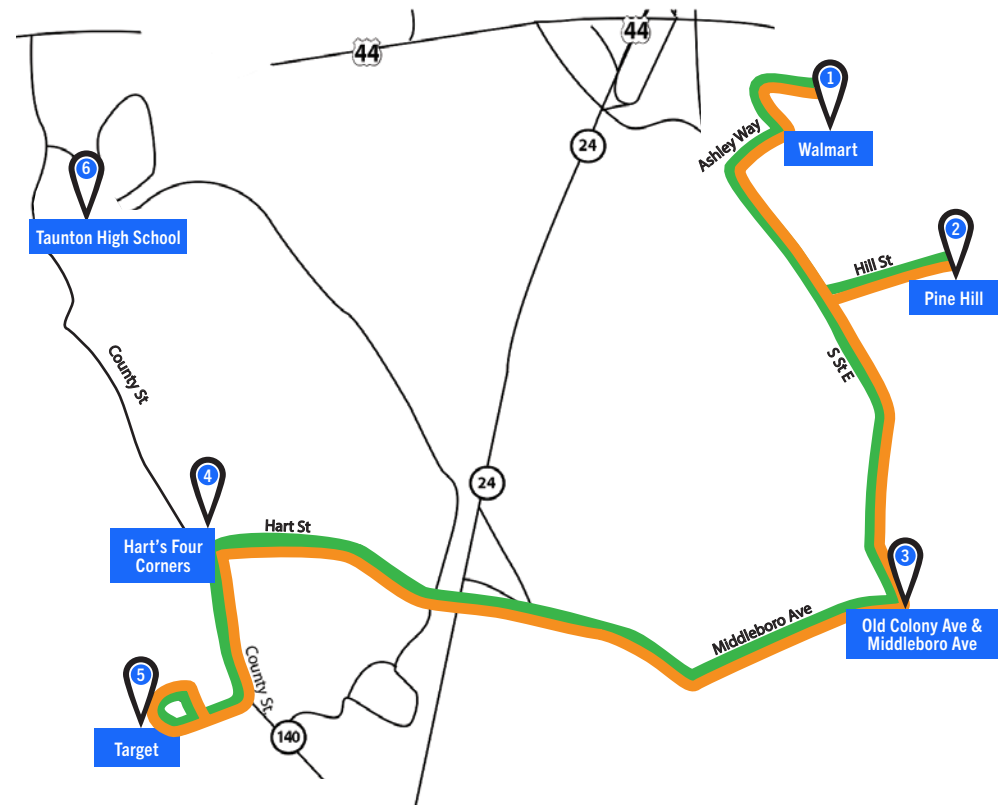 44
44
1
Walmart
Ashley Way
24
6
Taunton High School
2
Hill St
Pine Hill
County St
S St E
4
24
Hart's Four
Corners
Hart St
3
Old Colony Ave &
Middleboro Ave
Middleboro Ave
5
County St.
Target
140